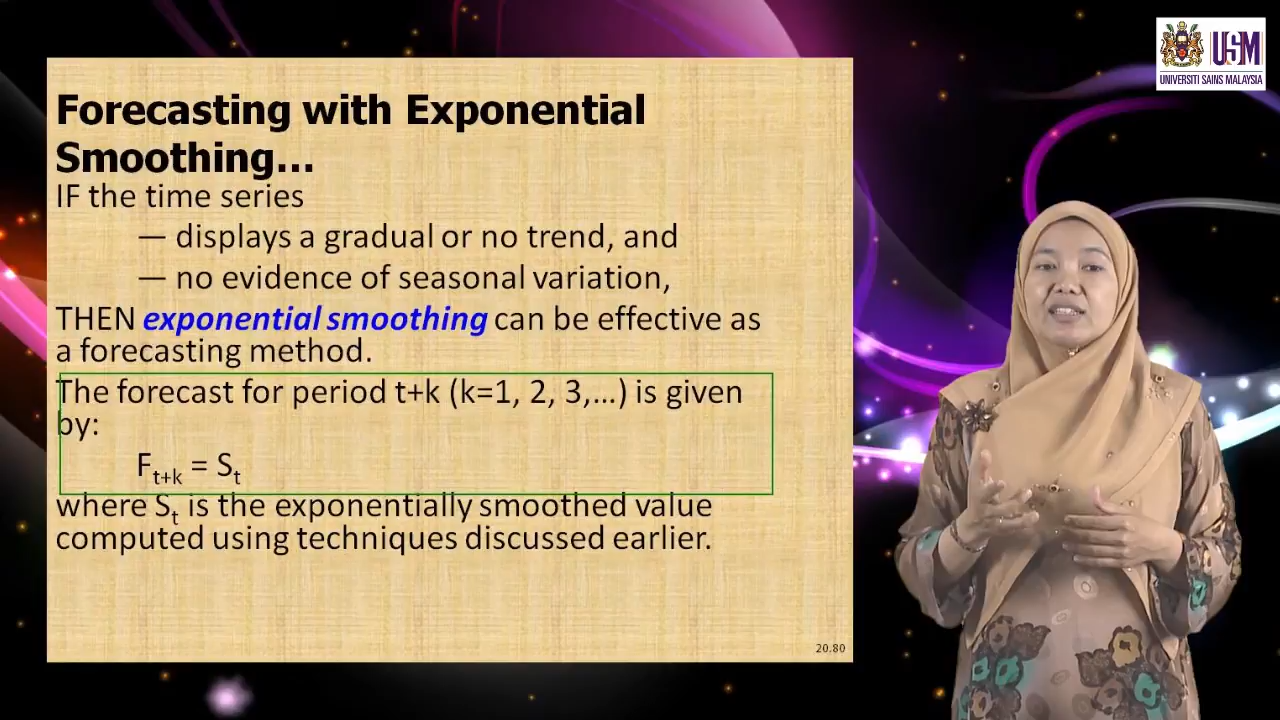 USM
UNIVERSITI SAINS MALAYSIA
Forecasting with Exponential
Smoothing...
IF the time series
— displays a gradual or no trend, and
— no evidence of seasonal variation,
THEN exponential smoothing can be effective as
a forecasting method.
The forecast for period t+k (k=1, 2, 3,...) is given
by:
Ft+k = St
where St is the exponentially smoothed value
computed using techniques discussed earlier.
20.80